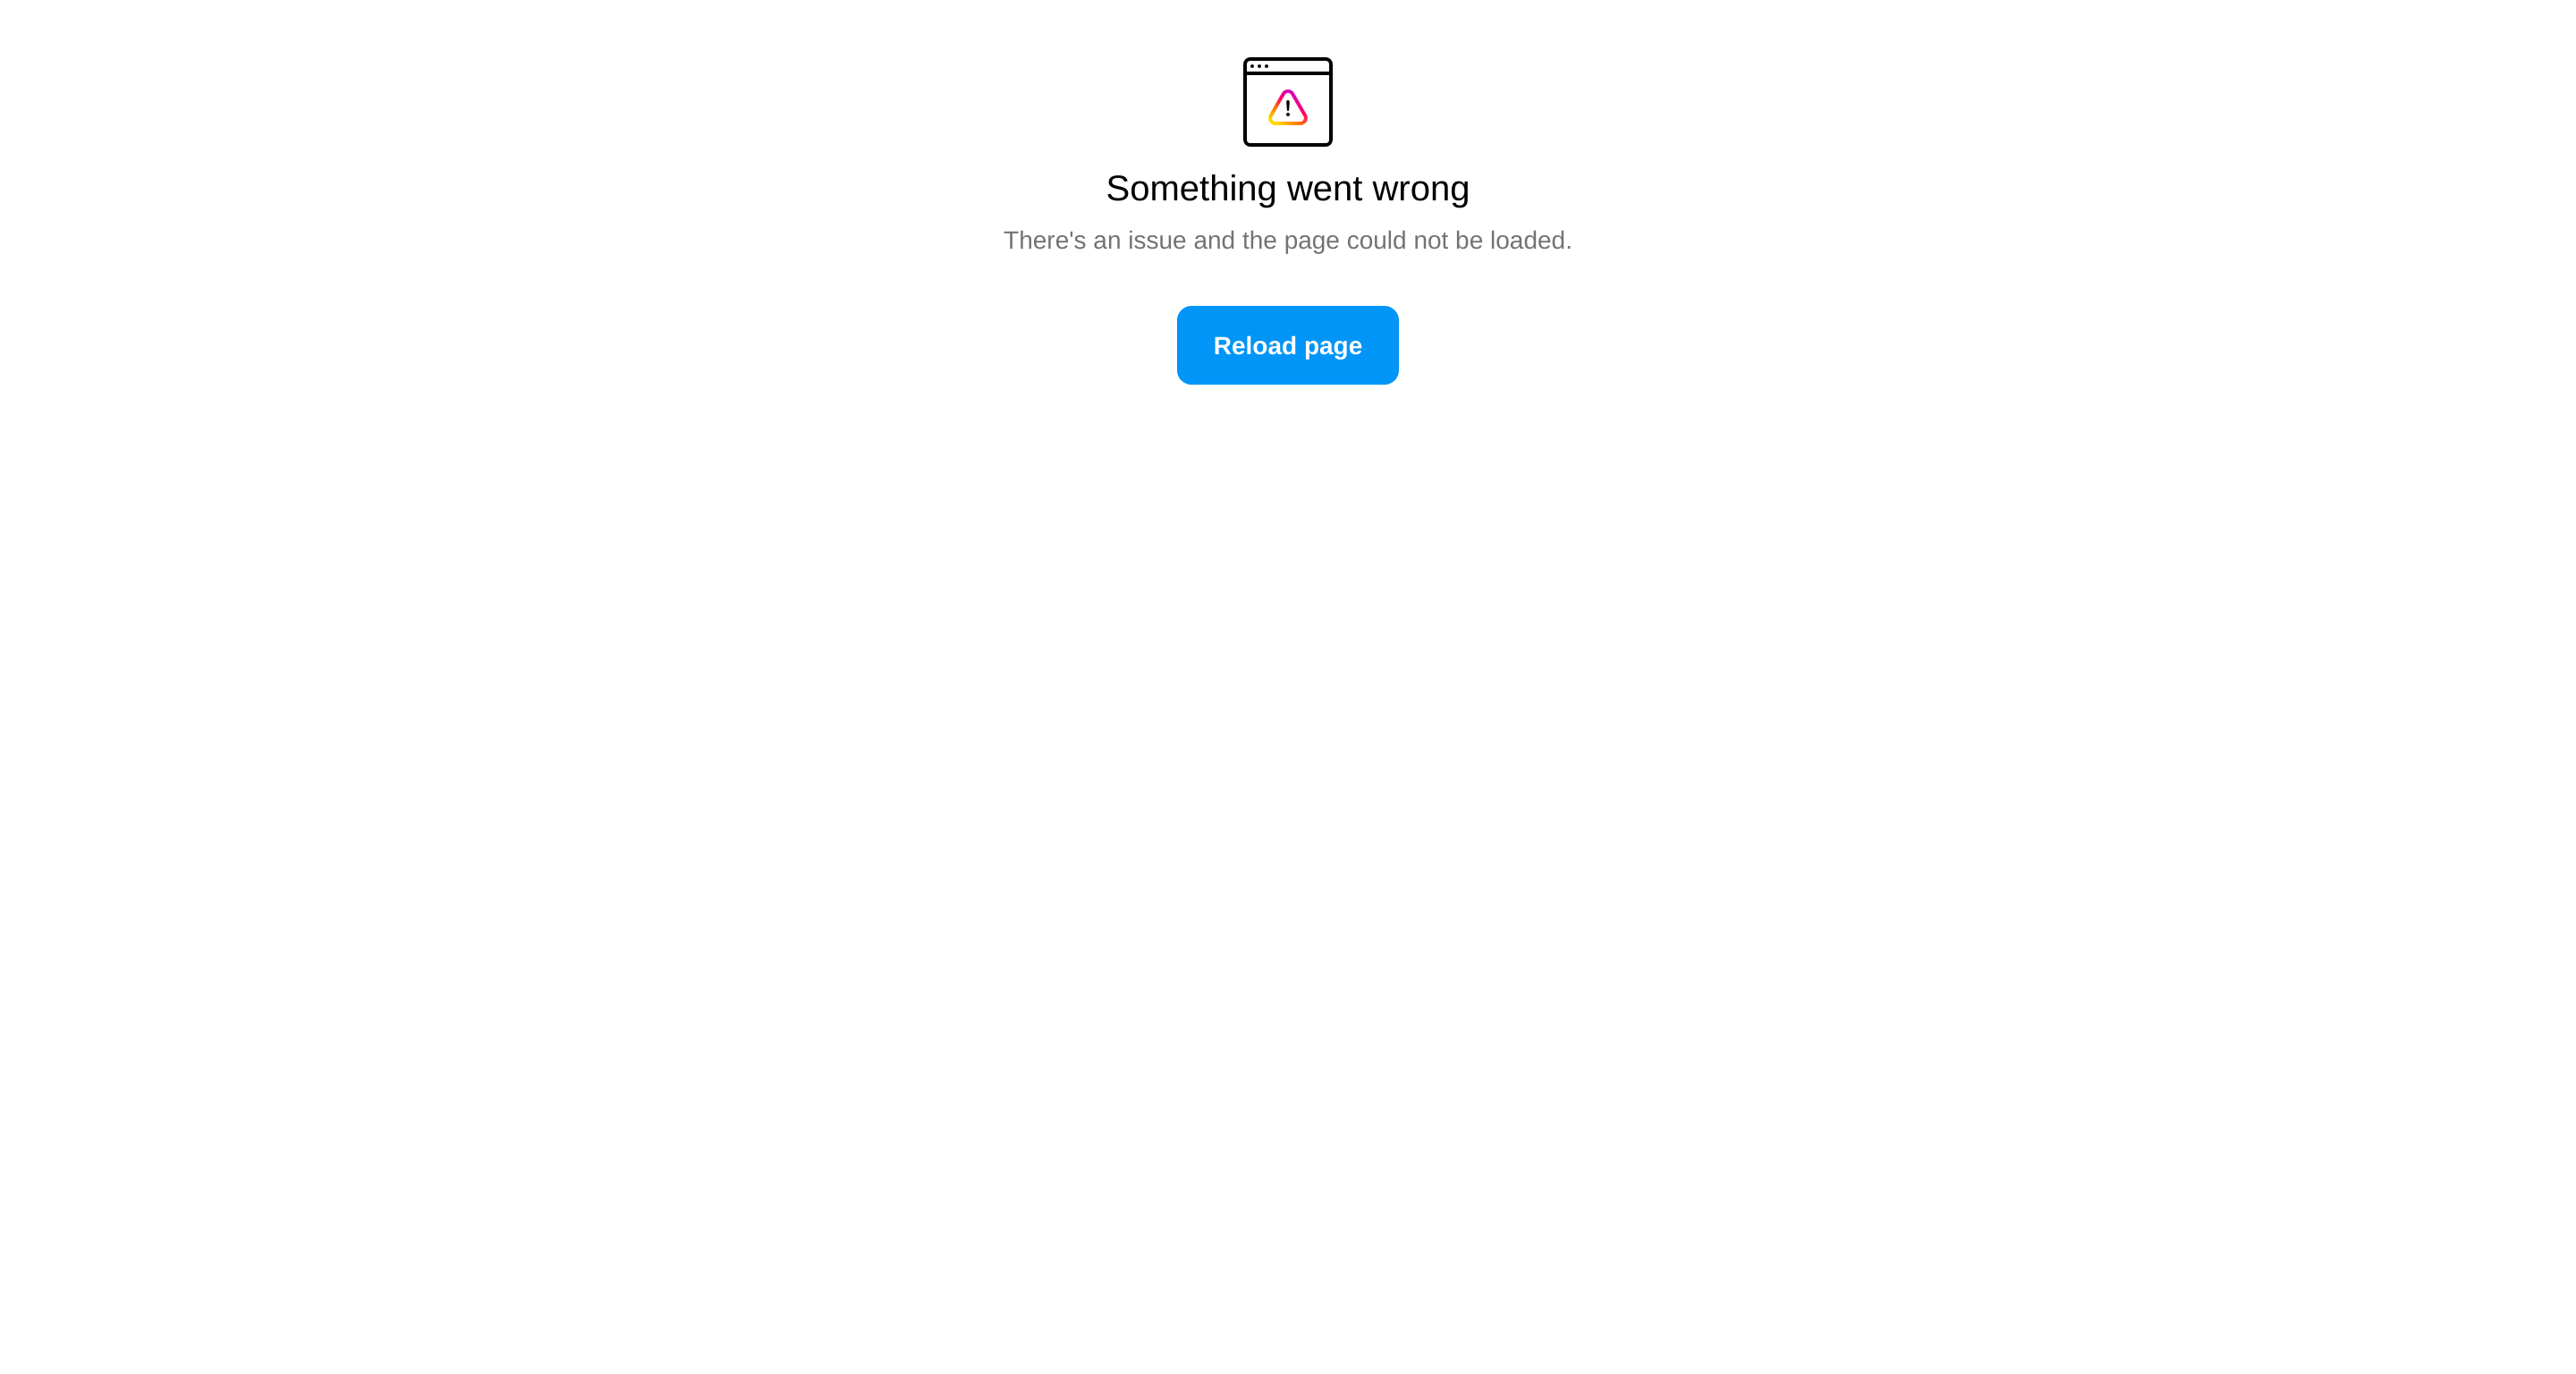 Something went wrong
There's an issue and the page could not be loaded.
Reload page